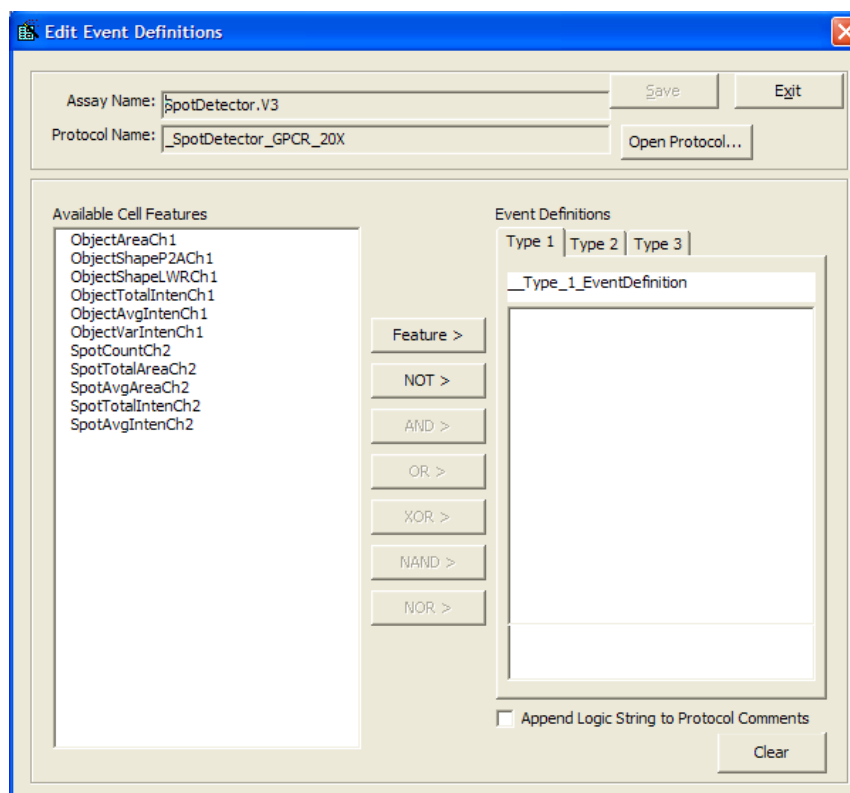 Edit Event Definitions
Assay Name: SpotDetector.V3
Save
Exit
Protocol Name: _SpotDetector_GPCR_20X
Open Protocol...
Available Cell Features
ObjectAreaCh1
ObjectShapeP2ACh1
ObjectShapeLWRCh1
ObjectTotalIntenCh1
ObjectAvgIntenCh1
ObjectVarIntenCh1
SpotCountCh2
SpotTotalAreaCh2
SpotAvgAreaCh2
SpotTotalIntenCh2
SpotAvgIntenCh2
Feature >
NOT >
AND >
OR >
XOR >
NAND >
NOR >
Event Definitions
Type 1 Type 2 Type 3
__Type_1_EventDefinition
Append Logic String to Protocol Comments
Clear